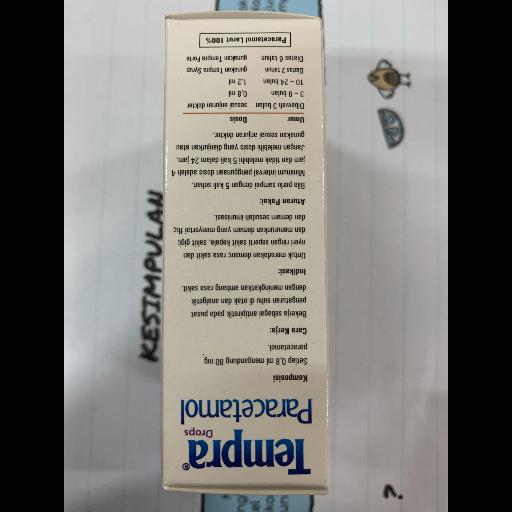 Tempra®
Drops
Paracetamol
Komposisi
Setiap 0,8 ml mengandung 80 mg
paracetamol.
Cara Kerja:
Bekerja sebagai antipiretik pada pusat
pengaturan suhu di otak dan analgetik
dengan meningkatkan ambang rasa sakit.
Indikasi:
Untuk meredakan demam; rasa sakit dan
nyeri ringan seperti sakit kepala, sakit gigi;
dan menurunkan demam yang menyertai flu;
dan demam sesudah imunisasi.
Aturan Pakai:
Bila perlu sampai dengan 5 kali sehari.
Minimum interval penggunaan dosis adalah 4
jam dan tidak melebihi 5 kali dalam 24 jam.
Jangan melebihi dosis yang dianjurkan atau
gunakan sesuai anjuran dokter.
Umur Dosis
Dibawah 3 bulan sesuai anjuran dokter
3 – 9 bulan 0,8 ml
10 – 24 bulan 1,2 ml
Diatas 2 tahun gunakan Tempra Syrup
Diatas 6 tahun gunakan Tempra Forte
Paracetamol Larut 100%
KESIMPULAN
?